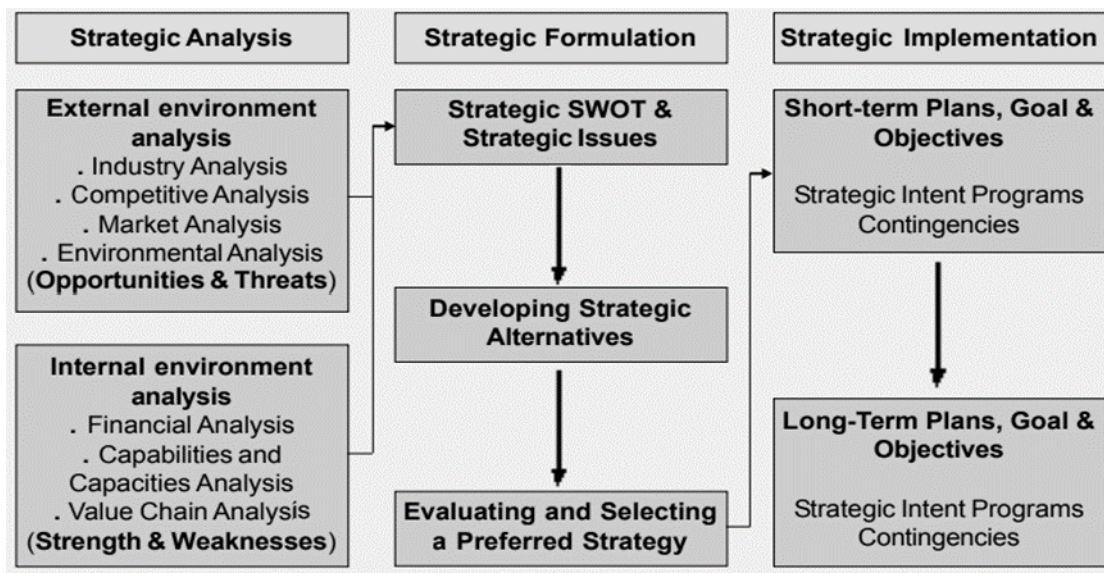 Strategic Analysis
External environment
analysis
. Industry Analysis
. Competitive Analysis
. Market Analysis
. Environmental Analysis
(Opportunities & Threats)
Internal environment
analysis
. Financial Analysis
. Capabilities and
Capacities Analysis
. Value Chain Analysis
(Strength & Weaknesses)
Strategic Formulation
Strategic SWOT &
Strategic Issues
Developing Strategic
Alternatives
Evaluating and Selecting
a Preferred Strategy
Strategic Implementation
Short-term Plans, Goal &
Objectives
Strategic Intent Programs
Contingencies
Long-Term Plans, Goal &
Objectives
Strategic Intent Programs
Contingencies